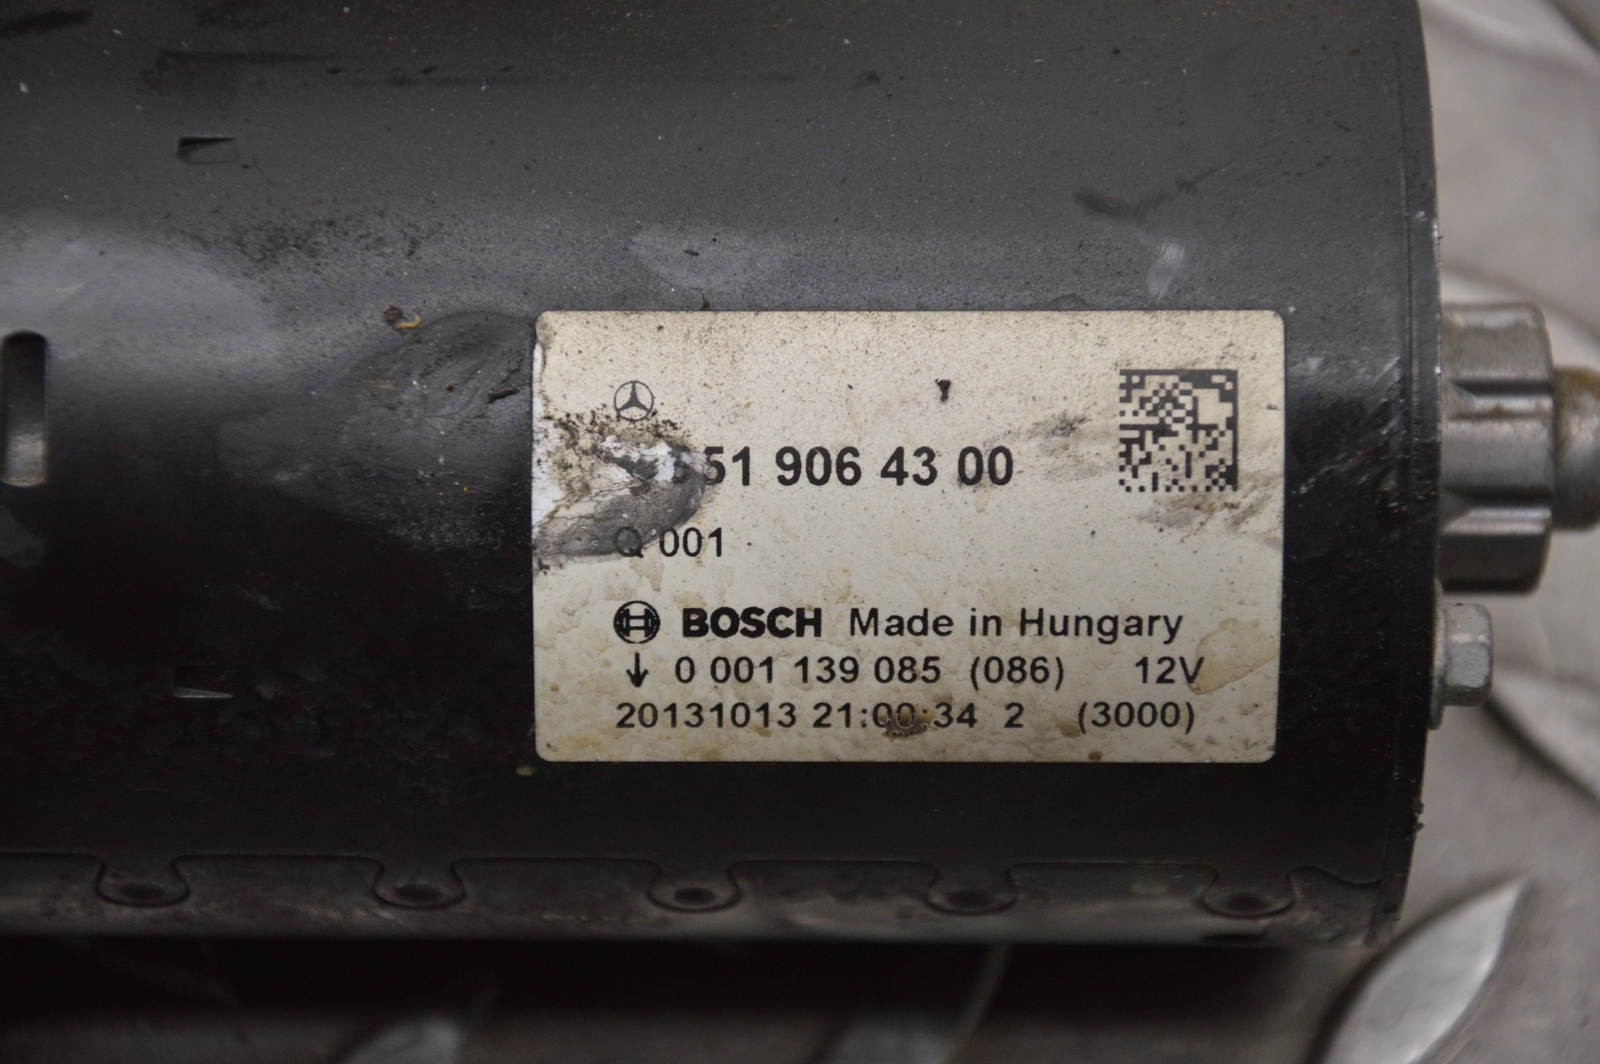 651 906 43 00
Q 001
BOSCH Made in Hungary
↓ 0 001 139 085 (086) 12V
20131013 21:00:34 2 (3000)